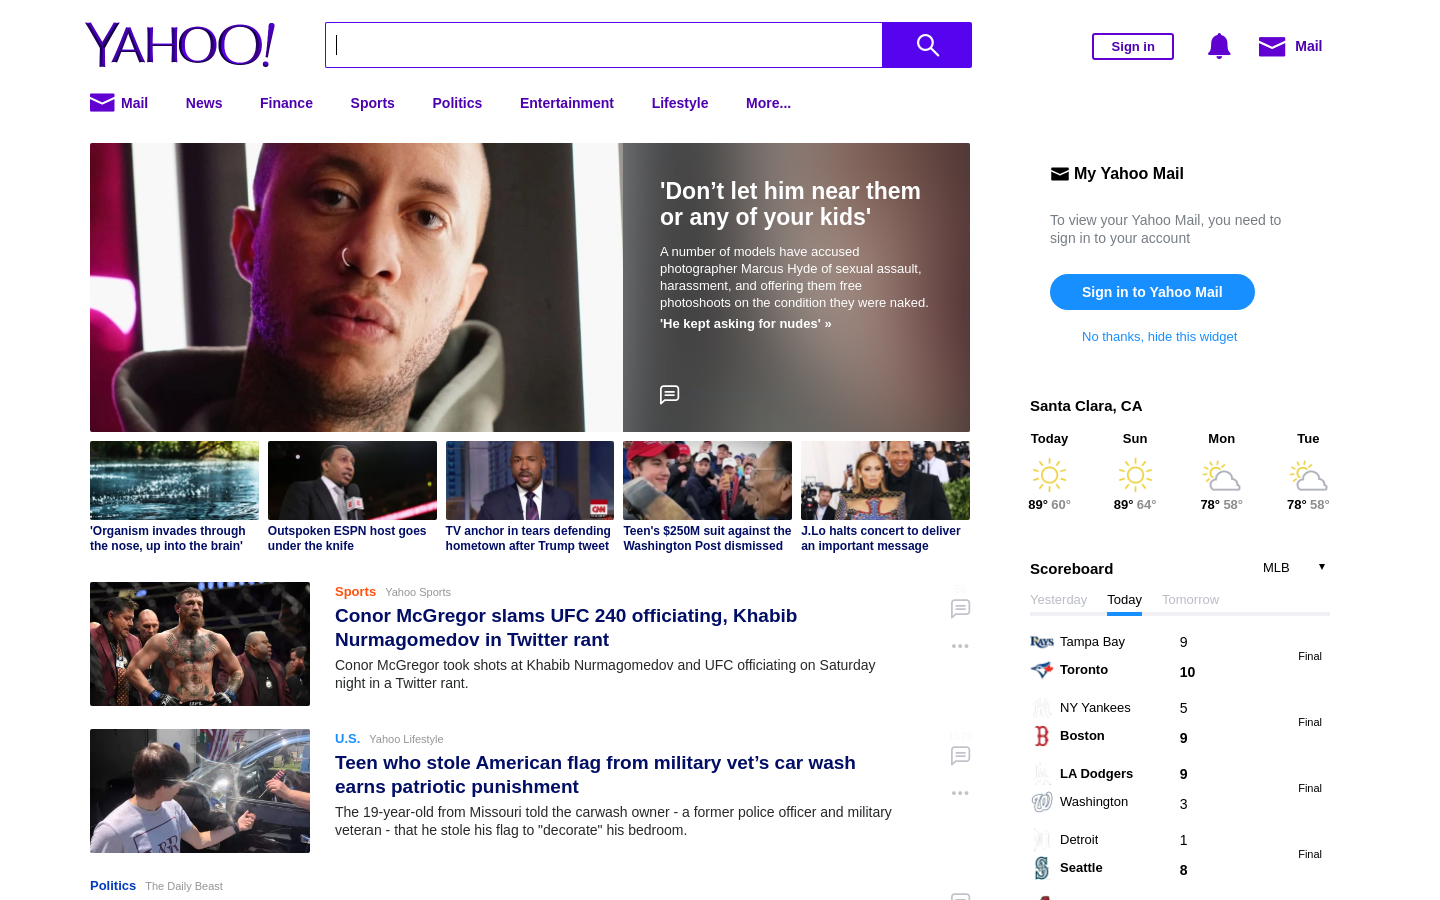 YAHOO!
Sign in
Mail
Mail News Finance Sports Politics Entertainment Lifestyle More...
'Don’t let him near them
or any of your kids'
A number of models have accused
photographer Marcus Hyde of sexual assault,
harassment, and offering them free
photoshoots on the condition they were naked.
'He kept asking for nudes' »
'Organism invades through
the nose, up into the brain'
Outspoken ESPN host goes
under the knife
CNN
TV anchor in tears defending
hometown after Trump tweet
Teen's $250M suit against the
Washington Post dismissed
J.Lo halts concert to deliver
an important message
Sports Yahoo Sports
Conor McGregor slams UFC 240 officiating, Khabib
Nurmagomedov in Twitter rant
Conor McGregor took shots at Khabib Nurmagomedov and UFC officiating on Saturday
night in a Twitter rant.
U.S. Yahoo Lifestyle
Teen who stole American flag from military vet’s car wash
earns patriotic punishment
The 19-year-old from Missouri told the carwash owner - a former police officer and military
veteran - that he stole his flag to "decorate" his bedroom.
Politics The Daily Beast
My Yahoo Mail
To view your Yahoo Mail, you need to
sign in to your account
Sign in to Yahoo Mail
No thanks, hide this widget
Santa Clara, CA
Today Sun Mon Tue
89° 60° 89° 64° 78° 58° 78° 58°
Scoreboard MLB
Yesterday Today Tomorrow
Tampa Bay 9
Final
Toronto 10
NY Yankees 5
Final
Boston 9
LA Dodgers 9
Final
Washington 3
Detroit 1
Final
Seattle 8